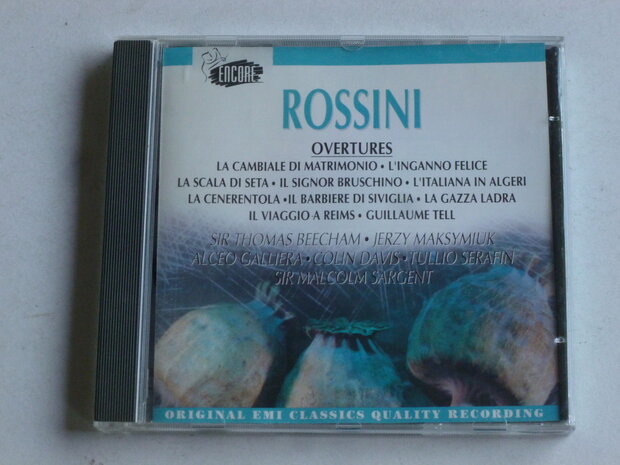 ENCORE
ROSSINI
OVERTURES
LA CAMBIALE DI MATRIMONIO • L'INGANNO FELICE
LA SCALA DI SETA • IL SIGNOR BRUSCHINO • L'ITALIANA IN ALGERI
LA CENERENTOLA • IL BARBIERE DI SIVIGLIA • LA GAZZA LADRA
IL VIAGGIO A REIMS • GUILLAUME TELL
SIR THOMAS BEECHAM • JERZY MAKSYMIUK
ALCEO GALLIERA • COLIN DAVIS • TULLIO SERAFIN
SIR MALCOLM SARGENT
ORIGINAL EMI CLASSICS QUALITY RECORDING